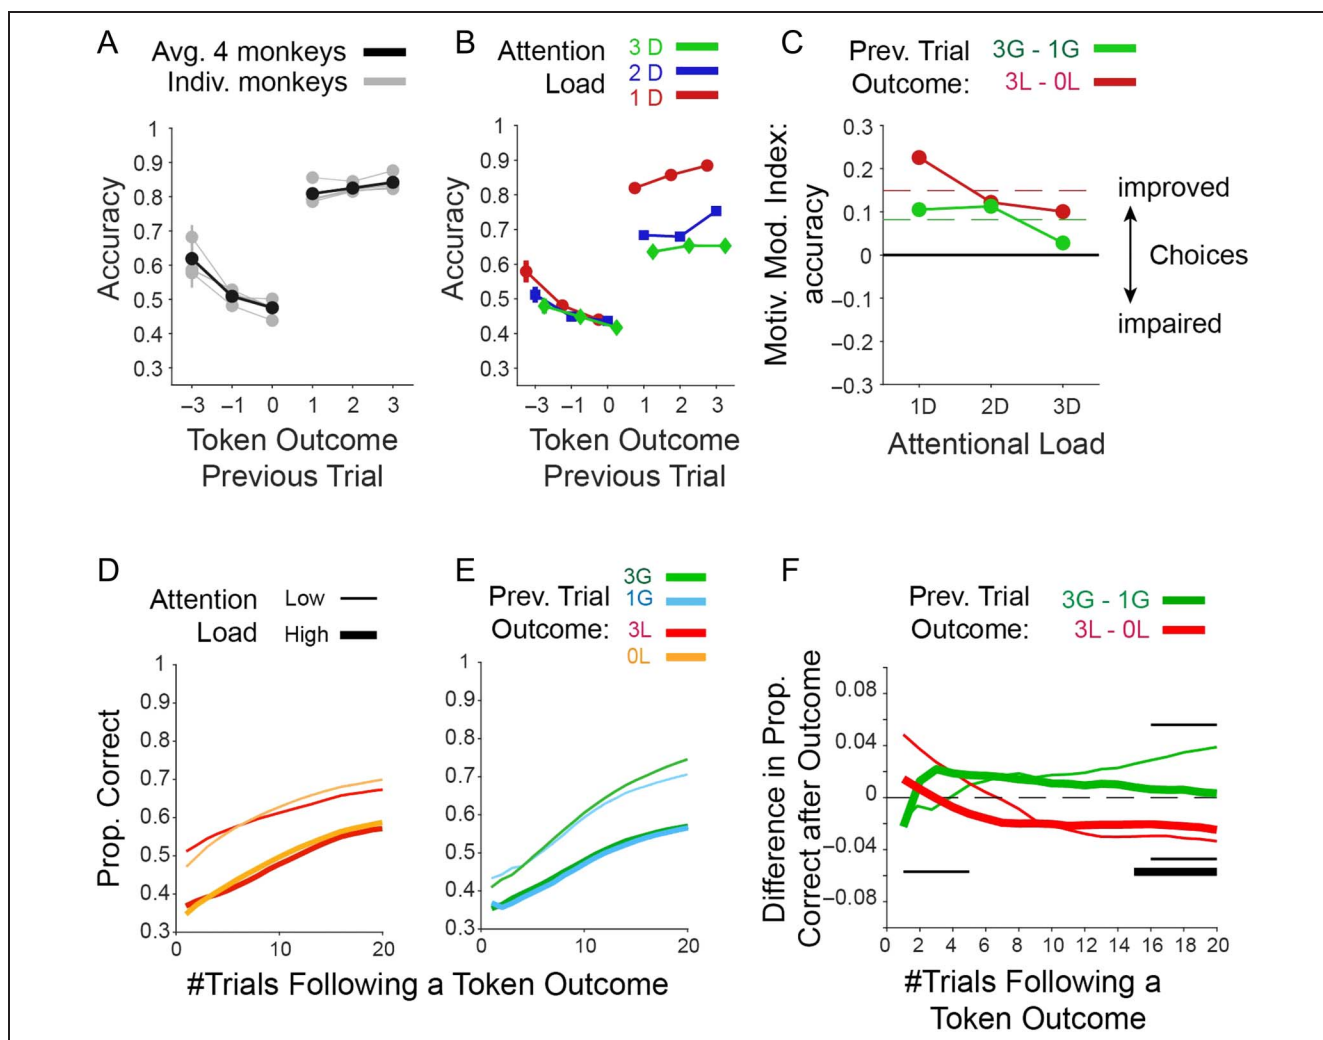 A
Avg. 4 monkeys
Indiv. monkeys
Accuracy
1
0.9
0.8
0.7
0.6
0.5
0.4
0.3
−3 −1 0 1 2 3
Token Outcome
Previous Trial
B
Attention
Load
3 D
2 D
1 D
Accuracy
1
0.9
0.8
0.7
0.6
0.5
0.4
0.3
−3 −1 0 1 2 3
Token Outcome
Previous Trial
C
Prev. Trial
Outcome:
3G - 1G
3L - 0L
Motiv. Mod. Index:
accuracy
0.3
0.2
0.1
0
−0.1
−0.2
−0.3
1D 2D 3D
Attentional Load
improved
Choices
impaired
D
Attention
Load
Low
High
Prop. Correct
1
0.9
0.8
0.7
0.6
0.5
0.4
0.3
0 10 20
E
Prev. Trial
Outcome:
3G
1G
3L
0L
1
0.9
0.8
0.7
0.6
0.5
0.4
0.3
0 10 20
#Trials Following a Token Outcome
F
Prev. Trial
Outcome:
3G - 1G
3L - 0L
Difference in Prop.
Correct after Outcome
0.08
0.04
0
−0.04
−0.08
0 2 4 6 8 10 12 14 16 18 20
#Trials Following a
Token Outcome